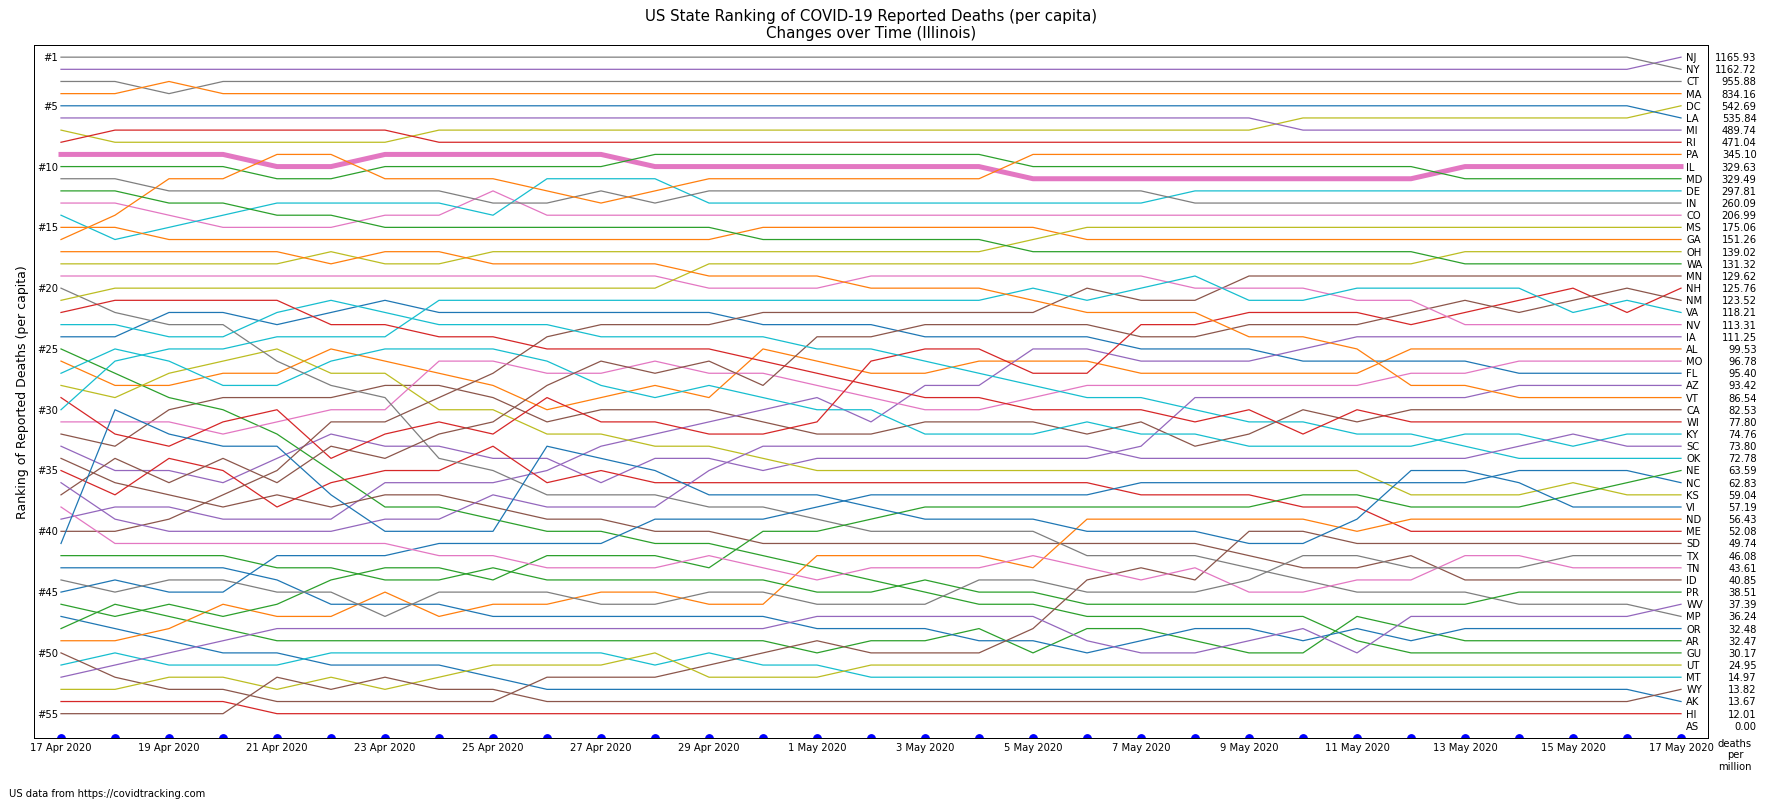 US State Ranking of COVID-19 Reported Deaths (per capita)
Changes over Time (Illinois)
Ranking of Reported Deaths (per capita)
#1
#5
#10
#15
#20
#25
#30
#35
#40
#45
#50
#55
NJ 1165.93
NY 1162.72
CT 955.88
MA 834.16
DC 542.69
LA 535.84
MI 489.74
RI 471.04
PA 345.10
IL 329.63
MD 329.49
DE 297.81
IN 260.09
CO 206.99
MS 175.06
GA 151.26
OH 139.02
WA 131.32
MN 129.62
NH 125.76
NM 123.52
VA 118.21
NV 113.31
IA 111.25
AL 99.53
MO 96.78
FL 95.40
AZ 93.42
VT 86.54
CA 82.53
WI 77.80
KY 74.76
SC 73.80
OK 72.78
NE 63.59
NC 62.83
KS 59.04
VI 57.19
ND 56.43
ME 52.08
SD 49.74
TX 46.08
TN 43.61
ID 40.85
PR 38.51
WV 37.39
MP 36.24
OR 32.48
AR 32.47
GU 30.17
UT 24.95
MT 14.97
WY 13.82
AK 13.67
HI 12.01
AS 0.00
17 Apr 2020 19 Apr 2020 21 Apr 2020 23 Apr 2020 25 Apr 2020 27 Apr 2020 29 Apr 2020 1 May 2020 3 May 2020 5 May 2020 7 May 2020 9 May 2020 11 May 2020 13 May 2020 15 May 2020 17 May 2020
deaths
per
million
US data from https://covidtracking.com